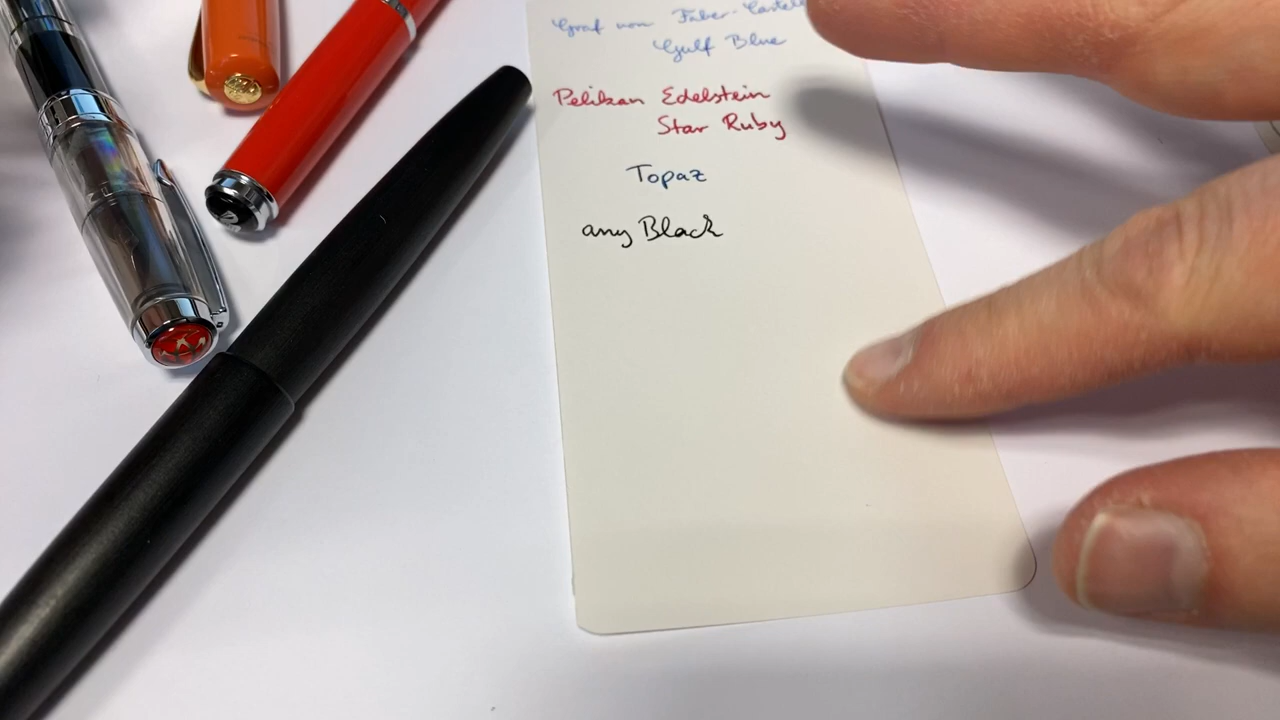 Graf von Faber-Castell
Gulf Blue
Pelikan Edelstein
Star Ruby
Topaz
any Black